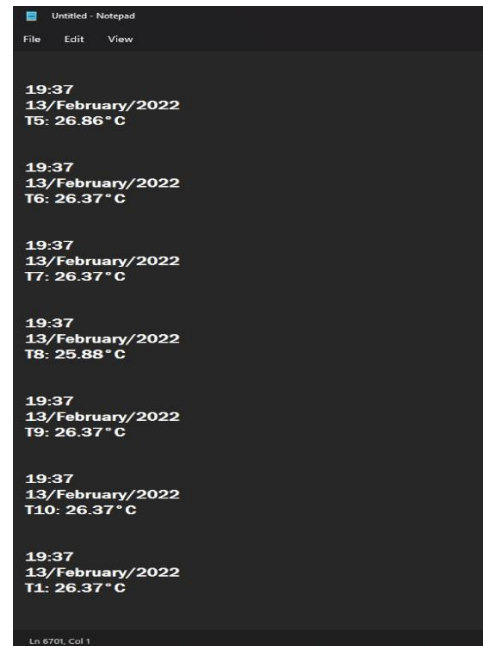 Untitled - Notepad
File Edit View
19:37
13/February/2022
T5: 26.86°C
19:37
13/February/2022
T6: 26.37°C
19:37
13/February/2022
T7: 26.37°C
19:37
13/February/2022
T8: 25.88°C
19:37
13/February/2022
T9: 26.37°C
19:37
13/February/2022
T10: 26.37°C
19:37
13/February/2022
T1: 26.37°C
Ln 6701, Col 1